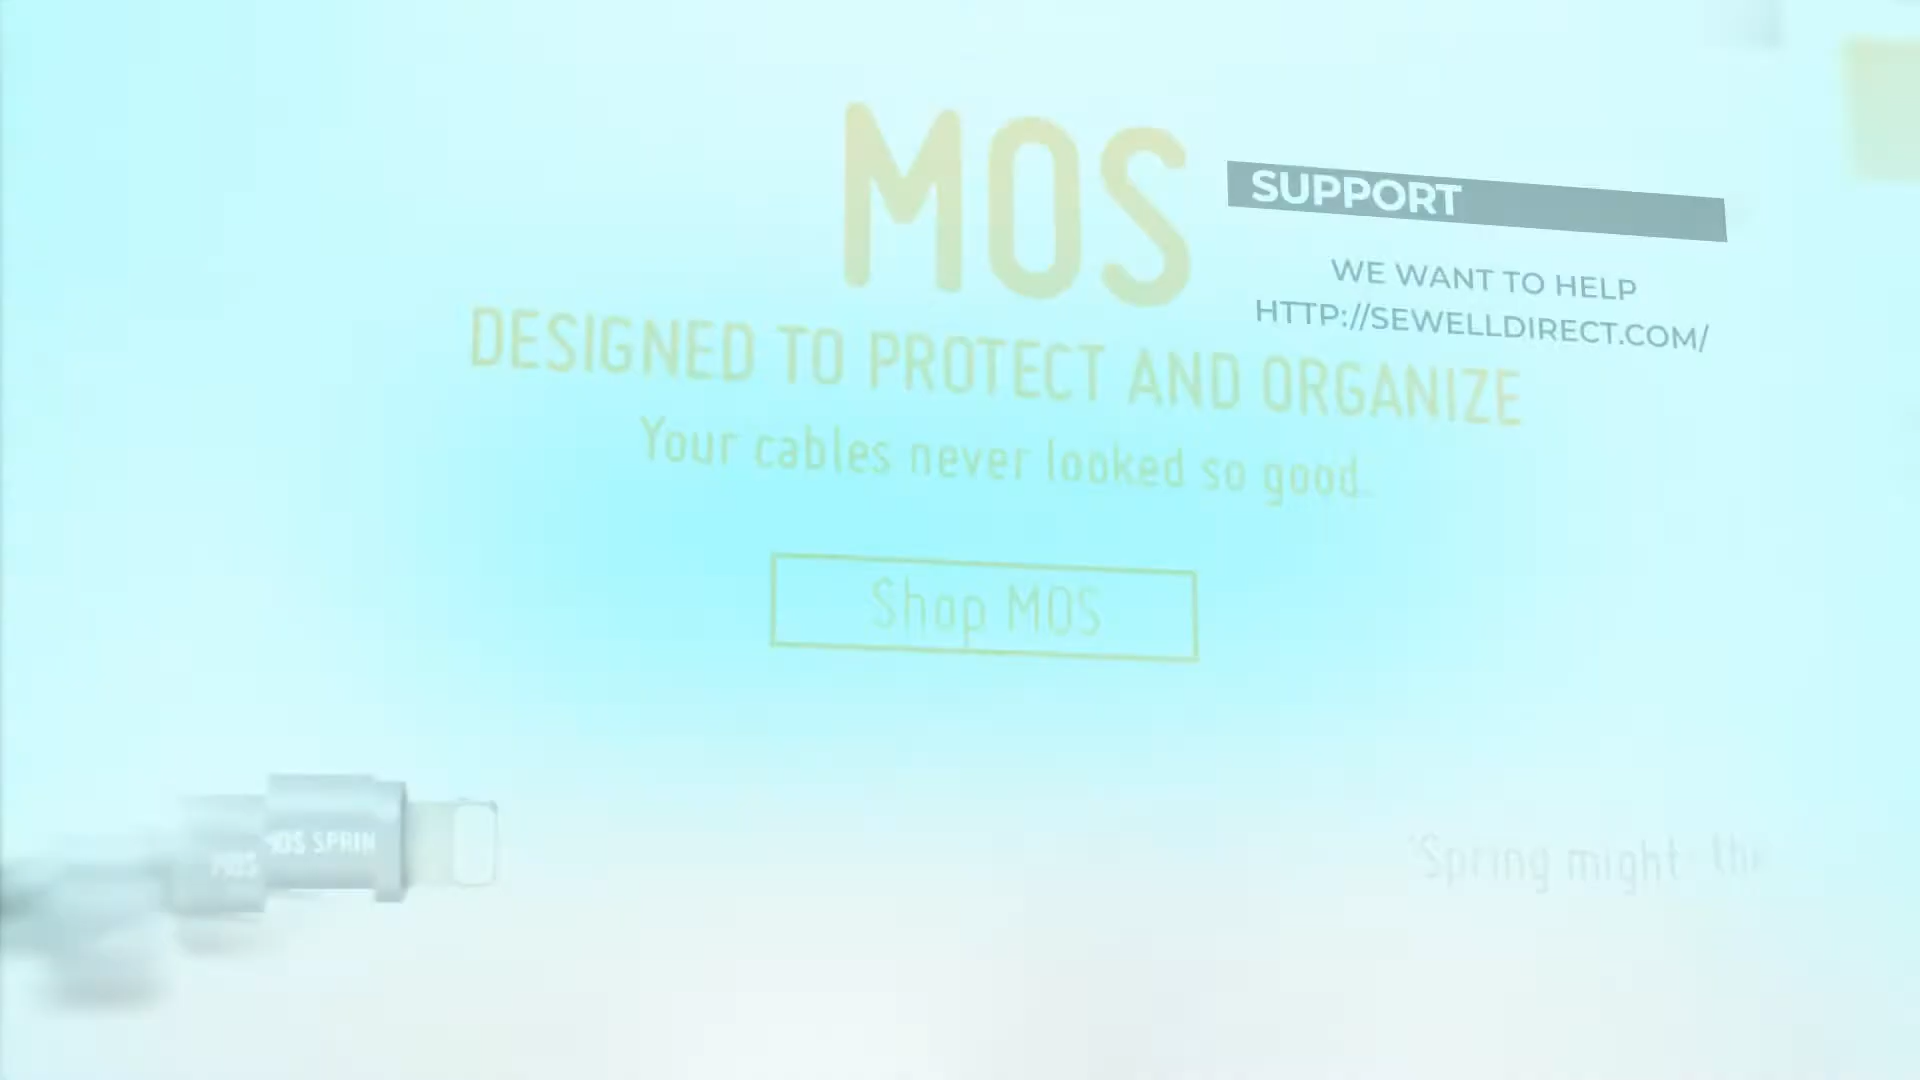 MOS
SUPPORT
WE WANT TO HELP
HTTP://SEWELLDIRECT.COM/
DESIGNED TO PROTECT AND ORGANIZE
Your cables never looked so good.
Shop MOS
MOS
MOS SPRIN
"Spring might